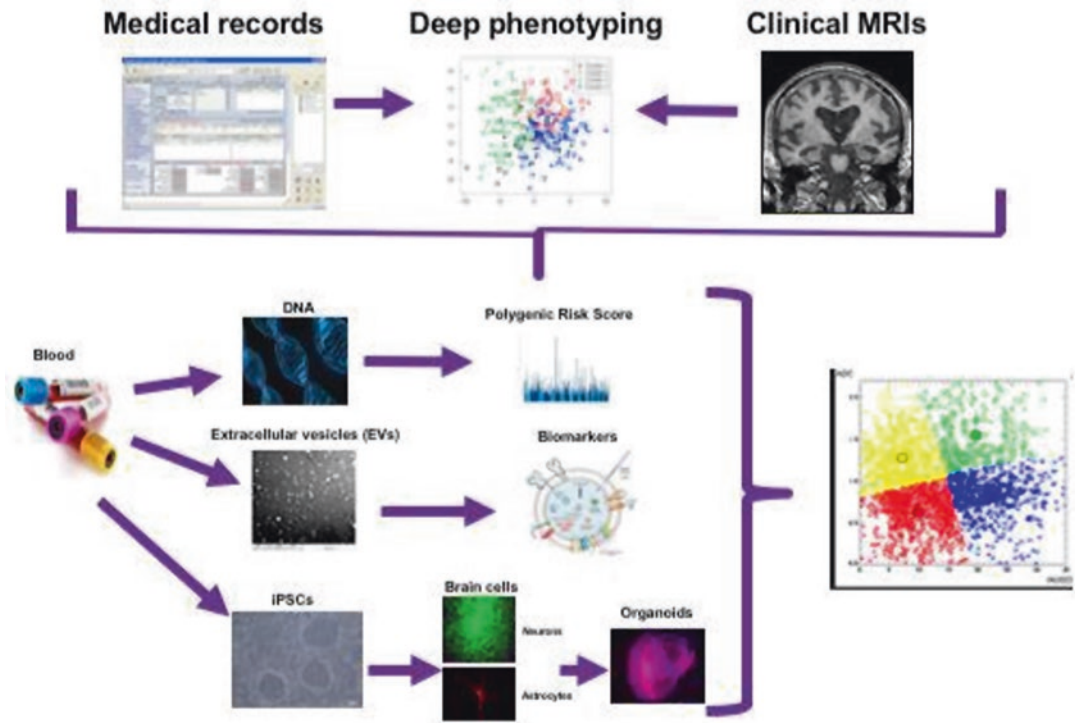 Medical records
Deep phenotyping
Clinical MRIs
DNA
Polygenic Risk Score
Blood
Extracellular vesicles (EVs)
Biomarkers
iPSCs
Brain cells
Neurons
Astrocytes
Organoids